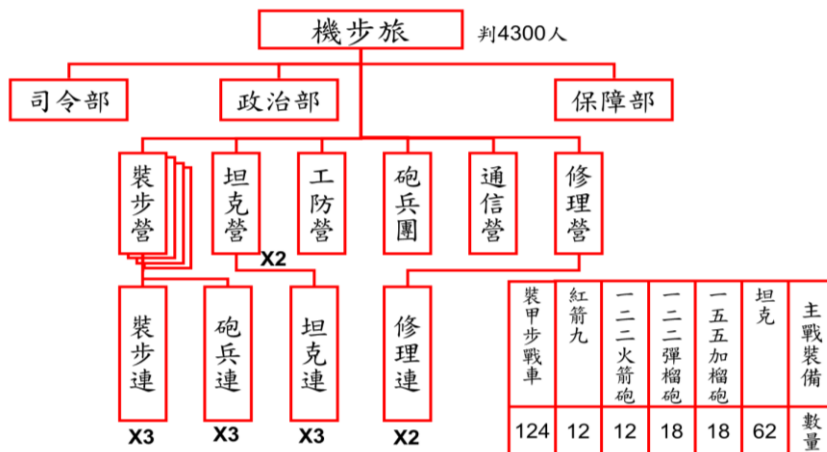 機步旅
判4300人
司令部
政治部
保障部
裝步營
坦克營
工防營
砲兵團
通信營
修理營
X2
裝步連
砲兵連
坦克連
修理連
X3
X3
X3
X2
裝甲步戰車
紅箭九
一二二火箭砲
一二二彈榴砲
一五五加榴砲
坦克
主戰裝備
124
12
12
18
18
62
數量